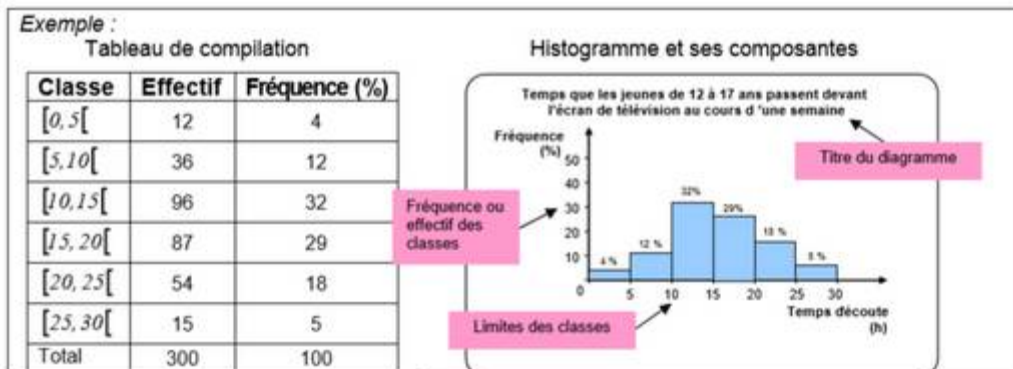 Exemple :
Tableau de compilation
Classe Effectif Fréquence (%)
[0, 5[ 12 4
[5, 10[ 36 12
[10, 15[ 96 32
[15, 20[ 87 29
[20, 25[ 54 18
[25, 30[ 15 5
Total 300 100
Histogramme et ses composantes
Temps que les jeunes de 12 à 17 ans passent devant
l'écran de télévision au cours d 'une semaine
Titre du diagramme
Fréquence
(%)
50
40
30
20
10
0
Fréquence ou
effectif des
classes
4 %
12 %
32%
29%
18 %
5 %
5 10 15 20 25 30
Temps d'écoute
(h)
Limites des classes